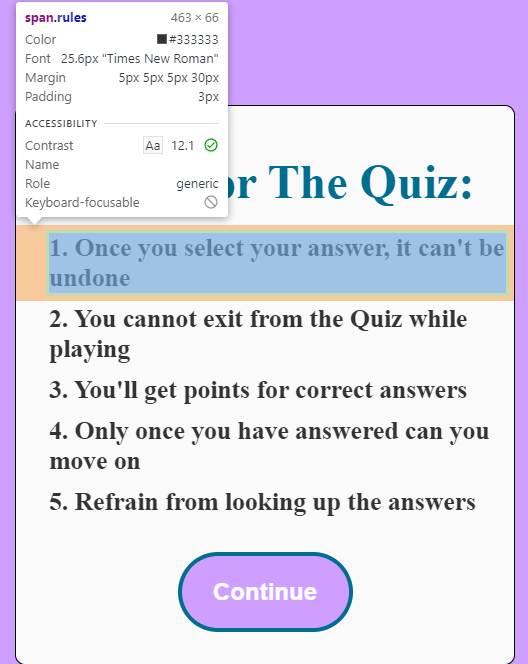 span.rules 463 × 66
Color #333333
Font 25.6px "Times New Roman"
Margin 5px 5px 5px 30px
Padding 3px
ACCESSIBILITY
Contrast Aa 12.1
Name
Role generic
Keyboard-focusable
or The Quiz:
1. Once you select your answer, it can't be
undone
2. You cannot exit from the Quiz while
playing
3. You'll get points for correct answers
4. Only once you have answered can you
move on
5. Refrain from looking up the answers
Continue